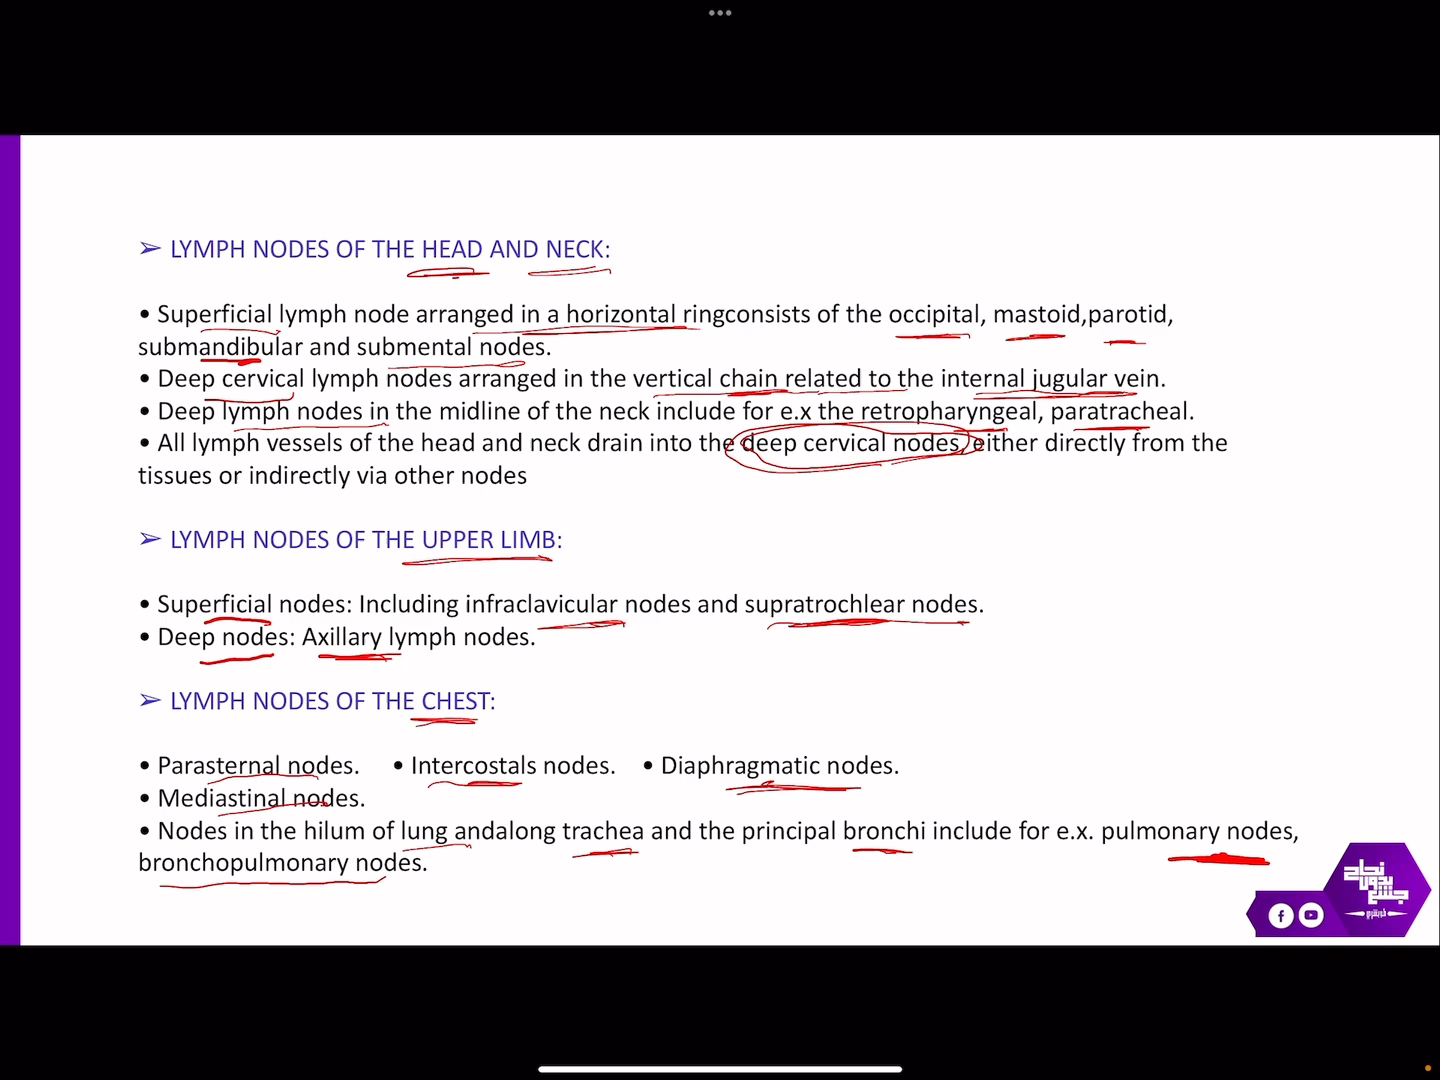 ➢ LYMPH NODES OF THE HEAD AND NECK:
• Superficial lymph node arranged in a horizontal ringconsists of the occipital, mastoid,parotid,
submandibular and submental nodes.
• Deep cervical lymph nodes arranged in the vertical chain related to the internal jugular vein.
• Deep lymph nodes in the midline of the neck include for e.x the retropharyngeal, paratracheal.
• All lymph vessels of the head and neck drain into the deep cervical nodes, either directly from the
tissues or indirectly via other nodes
➢ LYMPH NODES OF THE UPPER LIMB:
• Superficial nodes: Including infraclavicular nodes and supratrochlear nodes.
• Deep nodes: Axillary lymph nodes.
➢ LYMPH NODES OF THE CHEST:
• Parasternal nodes. • Intercostals nodes. • Diaphragmatic nodes.
• Mediastinal nodes.
• Nodes in the hilum of lung andalong trachea and the principal bronchi include for e.x. pulmonary nodes,
bronchopulmonary nodes.
نجاح
بدون